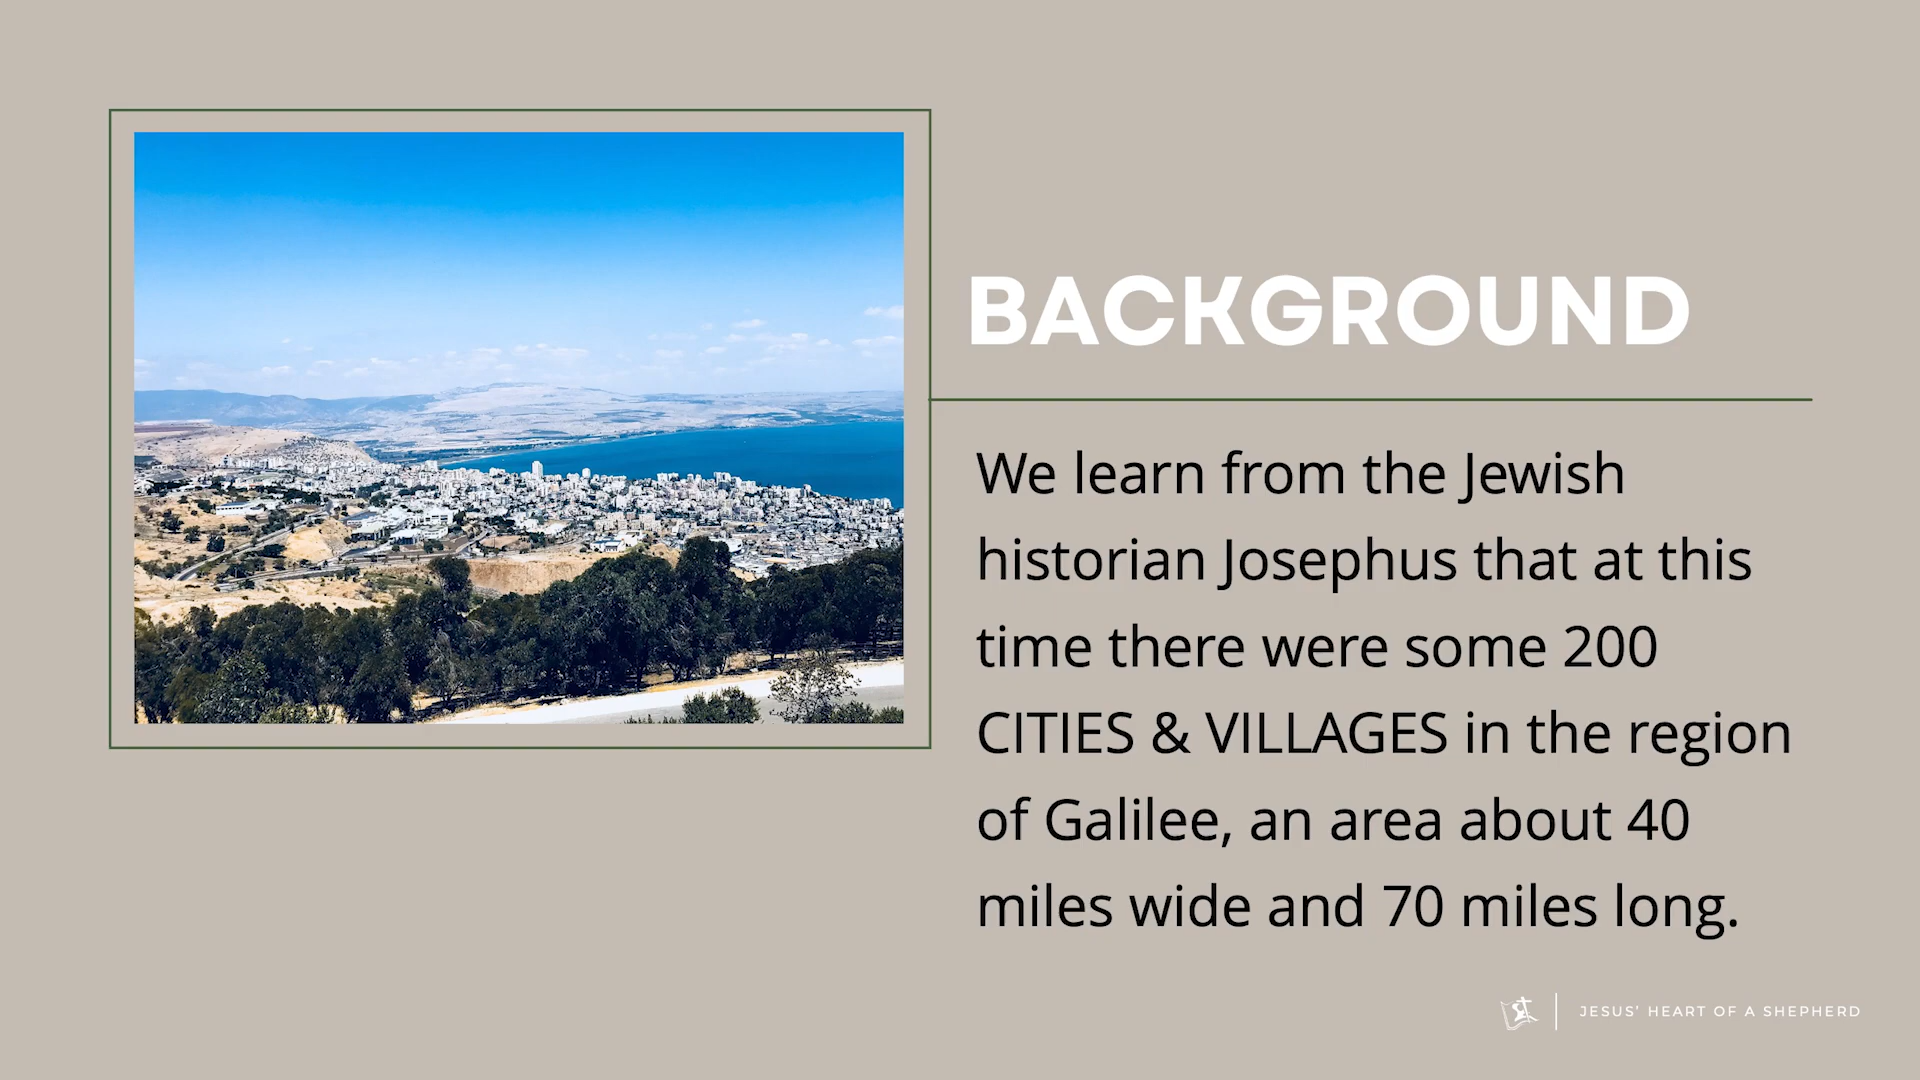 BACKGROUND
We learn from the Jewish
historian Josephus that at this
time there were some 200
CITIES & VILLAGES in the region
of Galilee, an area about 40
miles wide and 70 miles long.
JESUS' HEART OF A SHEPHERD